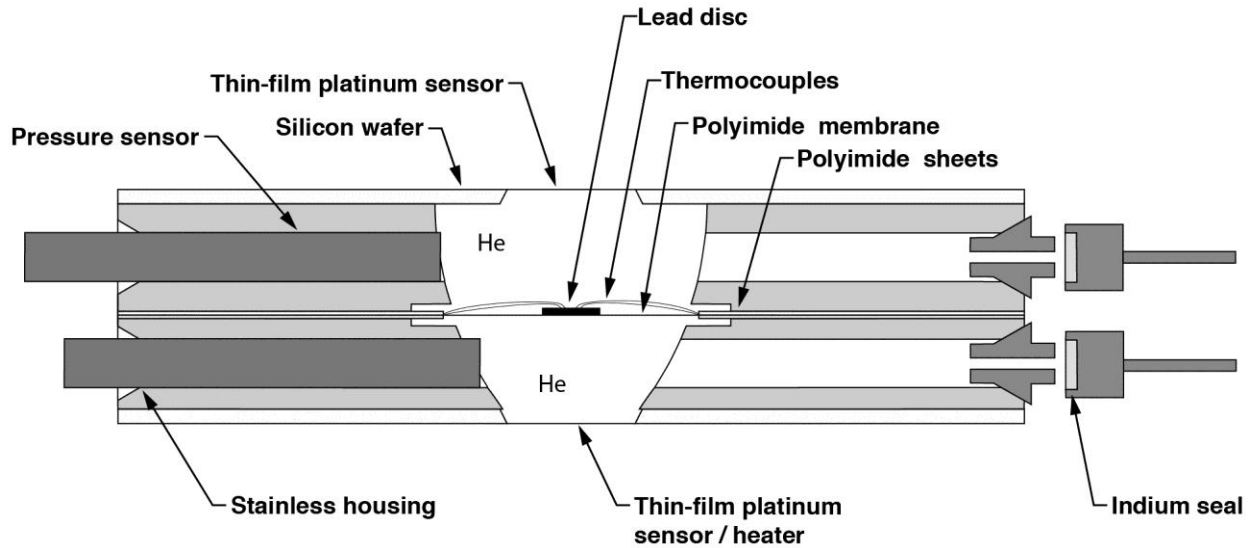 Lead disc
Thin-film platinum sensor
Thermocouples
Silicon wafer
Polyimide membrane
Pressure sensor
Polyimide sheets
He
He
Stainless housing
Thin-film platinum
sensor / heater
Indium seal